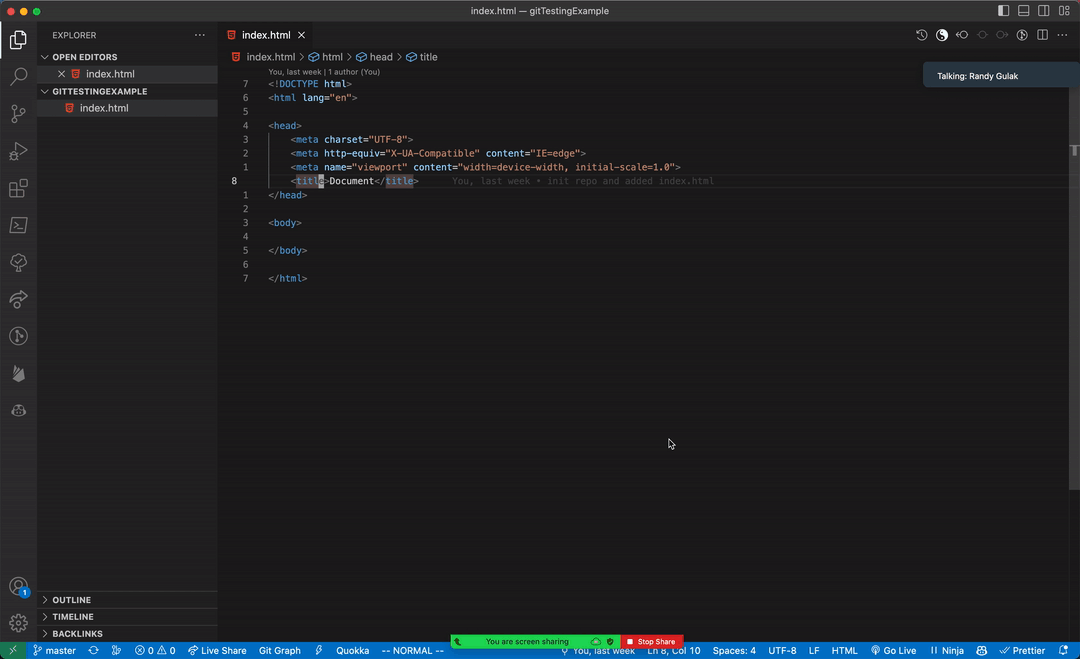 index.html — gitTestingExample
EXPLORER
OPEN EDITORS
index.html
GITTESTINGEXAMPLE
index.html
OUTLINE
TIMELINE
BACKLINKS
1
index.html
index.html > html > head > title
Talking: Randy Gulak
You, last week | 1 author (You)
7 <!DOCTYPE html>
6 <html lang="en">
5
4 <head>
3 <meta charset="UTF-8">
2 <meta http-equiv="X-UA-Compatible" content="IE=edge">
1 <meta name="viewport" content="width=device-width, initial-scale=1.0">
8 <title>Document</title> You, last week • init repo and added index.html
1 </head>
2
3 <body>
4
5 </body>
6
7 </html>
You are screen sharing Stop Share
master 0 0 Live Share Git Graph Quokka -- NORMAL -- You, last week Ln 8, Col 10 Spaces: 4 UTF-8 LF HTML Go Live Ninja Prettier